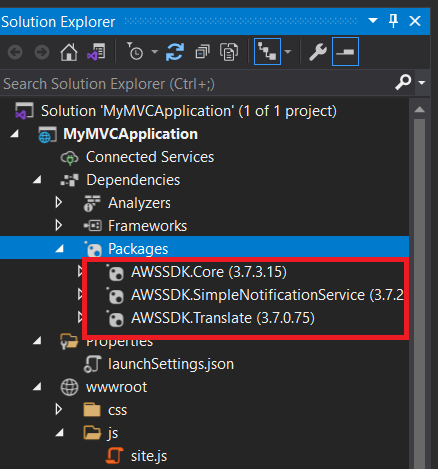 Solution Explorer
Search Solution Explorer (Ctrl+;)
Solution 'MyMVCApplication' (1 of 1 project)
MyMVCApplication
Connected Services
Dependencies
Analyzers
Frameworks
Packages
AWSSDK.Core (3.7.3.15)
AWSSDK.SimpleNotificationService (3.7.2
AWSSDK.Translate (3.7.0.75)
Properties
launchSettings.json
wwwroot
css
js
site.js